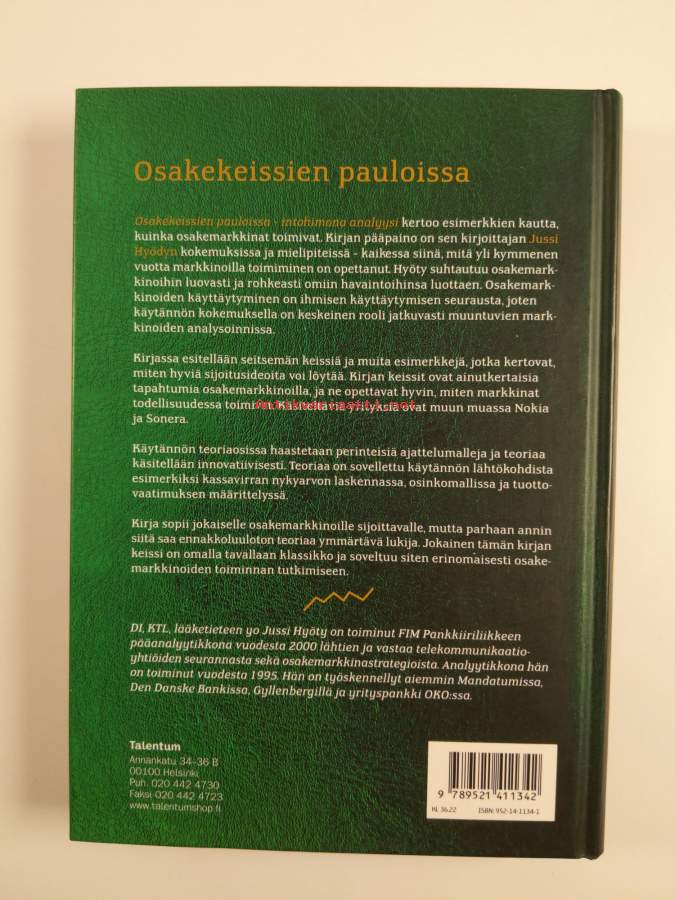 Osakekeissien pauloissa
Osakekeissien pauloissa - intohimona analyysi kertoo esimerkkien kautta,
kuinka osakemarkkinat toimivat. Kirjan pääpaino on sen kirjoittajan Jussi
Hyödyn kokemuksissa ja mielipiteissä - kaikessa siinä, mitä yli kymmenen
vuotta markkinoilla toimiminen on opettanut. Hyöty suhtautuu osakemark-
kinoihin luovasti ja rohkeasti omiin havaintoihinsa luottaen. Osakemark-
kinoiden käyttäytyminen on ihmisen käyttäytymisen seurausta, joten
käytännön kokemuksella on keskeinen rooli jatkuvasti muuntuvien mark-
kinoiden analysoinnissa.
Kirjassa esitellään seitsemän keissiä ja muita esimerkkejä, jotka kertovat,
miten hyviä sijoitusideoita voi löytää. Kirjan keissit ovat ainutkertaisia
tapahtumia osakemarkkinoilla, ja ne opettavat hyvin, miten markkinat
todellisuudessa toimivat. Käsiteltäviä yrityksiä ovat muun muassa Nokia
ja Sonera.
Käytännön teoriaosissa haastetaan perinteisiä ajattelumalleja ja teoriaa
käsitellään innovatiivisesti. Teoriaa on sovellettu käytännön lähtökohdista
esimerkiksi kassavirran nykyarvon laskennassa, osinkomallissa ja tuotto-
vaatimuksen määrittelyssä.
Kirja sopii jokaiselle osakemarkkinoille sijoittavalle, mutta parhaan annin
siitä saa ennakkoluuloton teoriaa ymmärtävä lukija. Jokainen tämän kirjan
keissi on omalla tavallaan klassikko ja soveltuu siten erinomaisesti osake-
markkinoiden toiminnan tutkimiseen.
DI, KTL, lääketieteen yo Jussi Hyöty on toiminut FIM Pankkiiriliikkeen
pääanalyytikkona vuodesta 2000 lähtien ja vastaa telekommunikaatio-
yhtiöiden seurannasta sekä osakemarkkinastrategioista. Analyytikkona hän
on toiminut vuodesta 1995. Hän on työskennellyt aiemmin Mandatumissa,
Den Danske Bankissa, Gyllenbergillä ja yrityspankki OKO:ssa.
Talentum
Annankatu 34–36 B
00100 Helsinki
Puh. 020 442 4730
Faksi 020 442 4723
www.talentumshop.fi
9 789521 411342
KL 36.22 ISBN: 952-14-1134-1